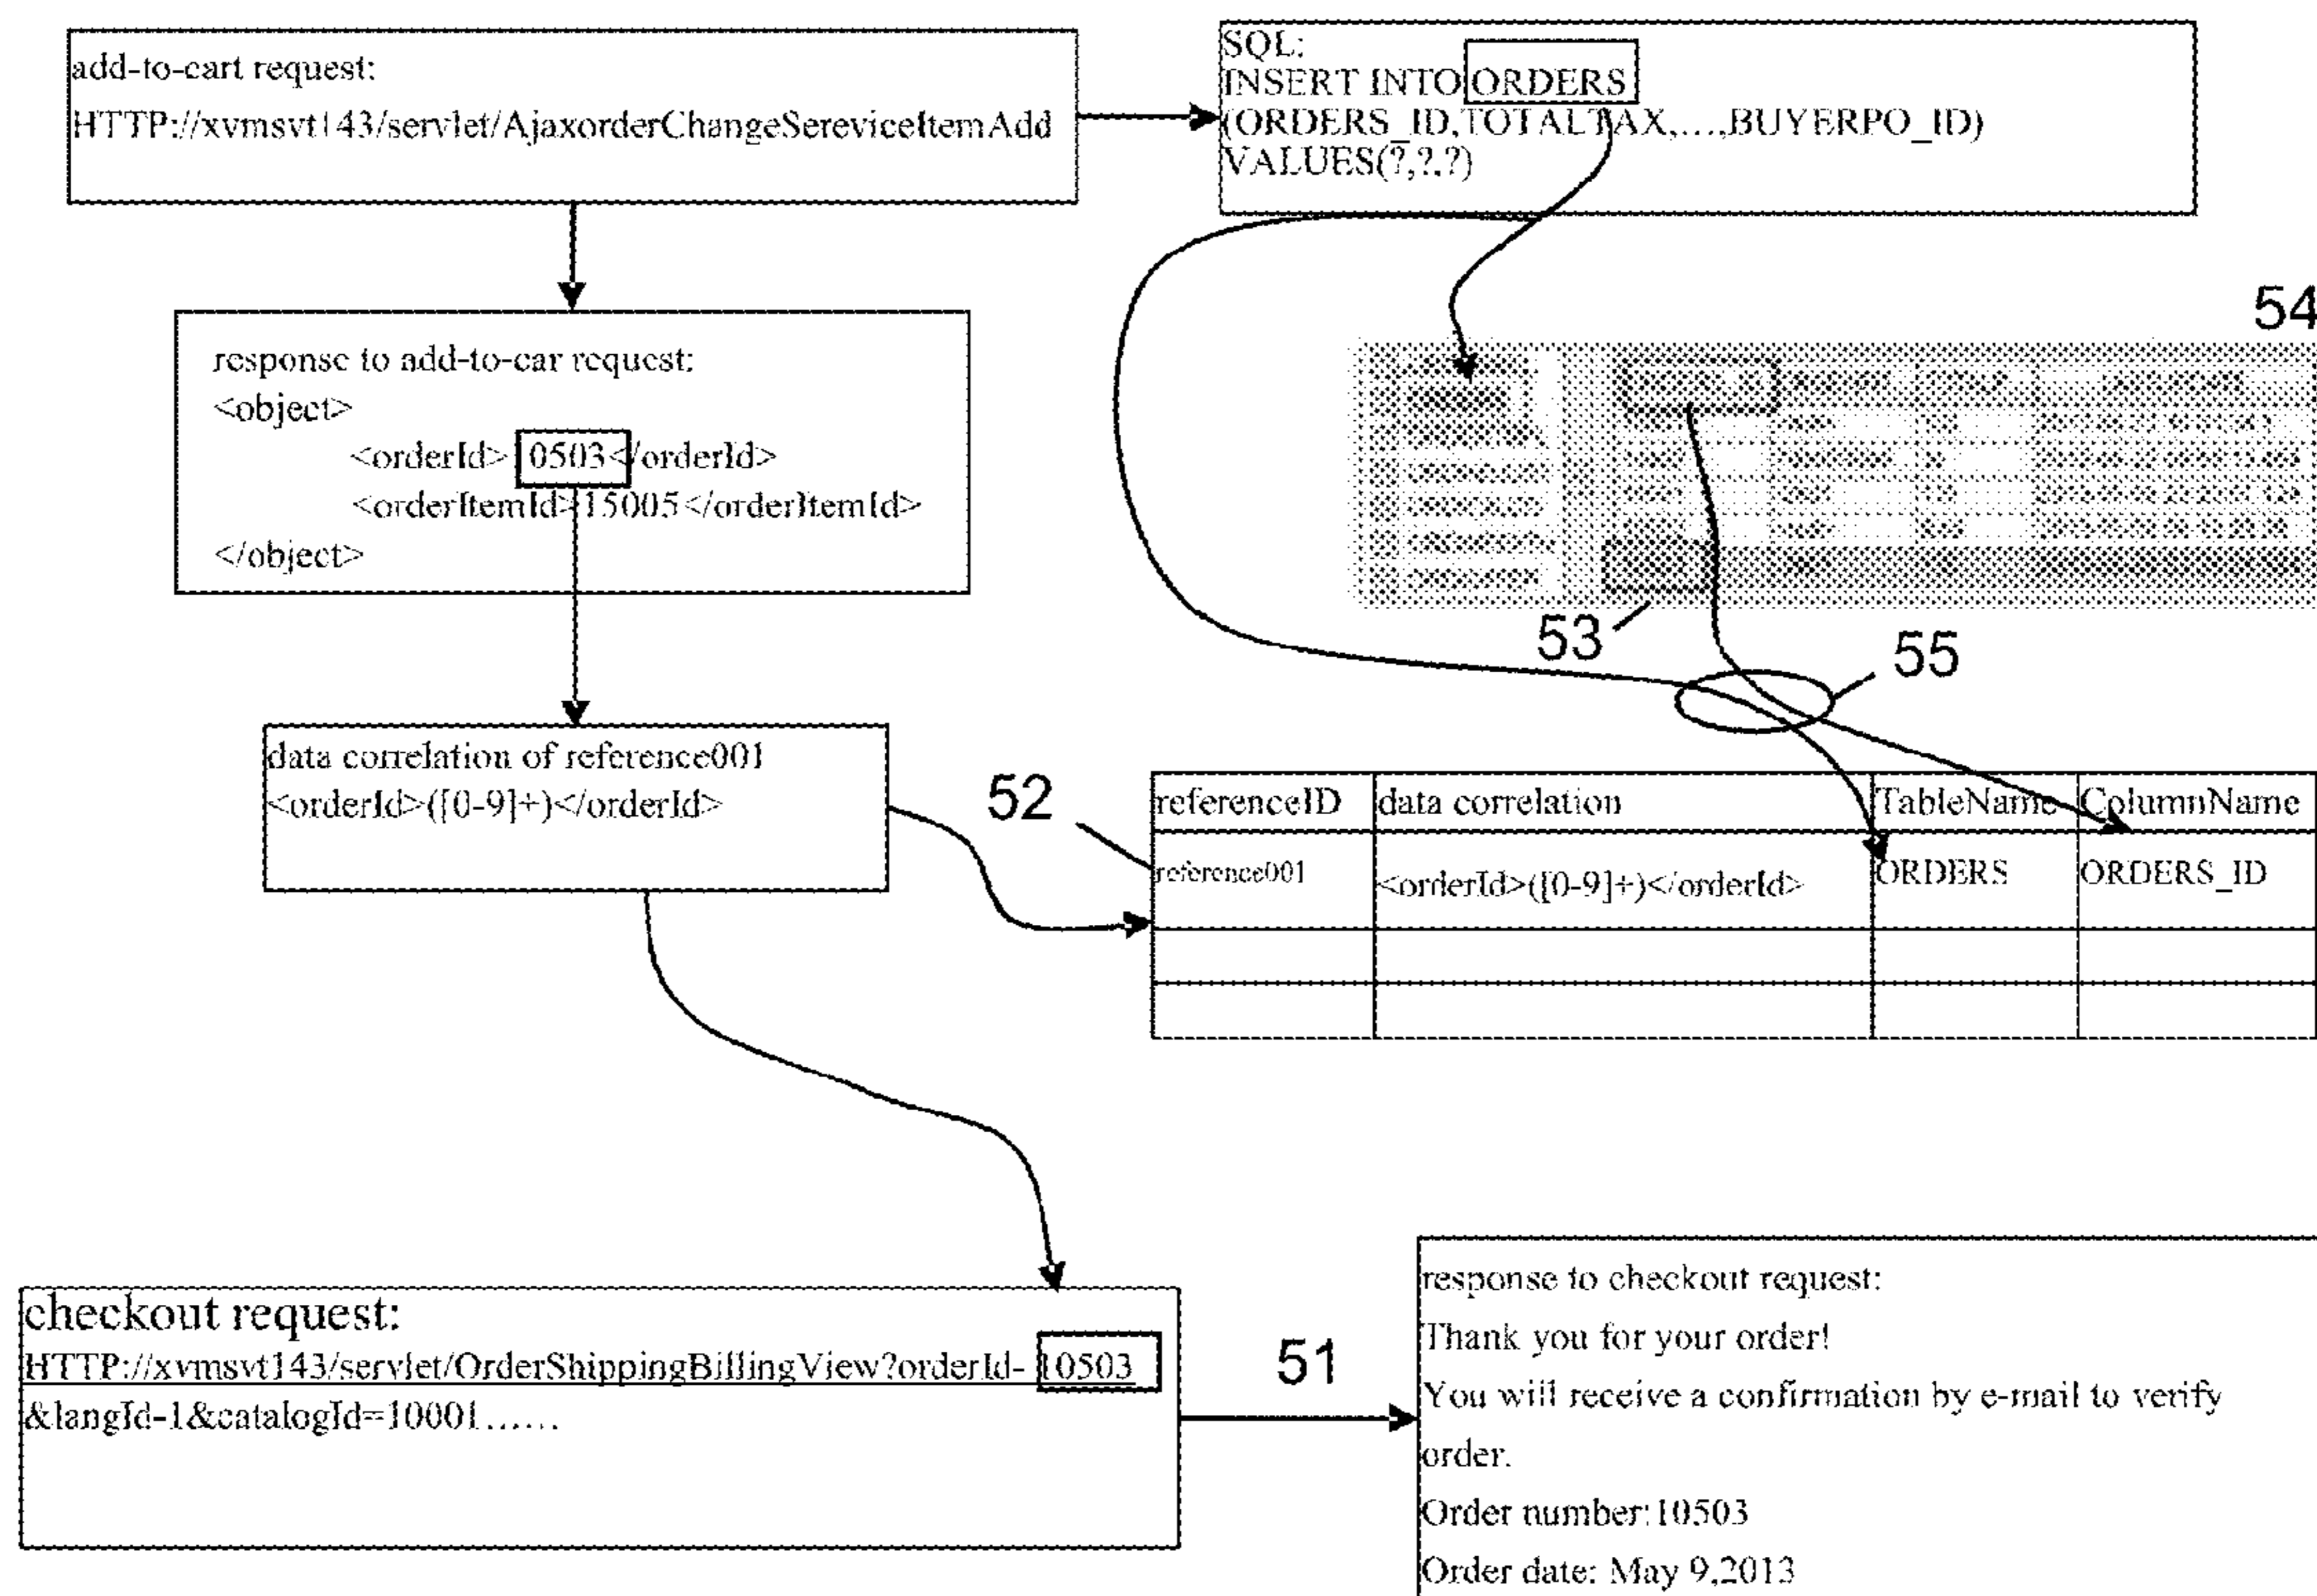 add-to-cart request:
HTTP://xvmsvt143/servlet/AjaxorderChangeSereviceItemAdd
SQL:
INSERT INTO ORDERS
(ORDERS_ID,TOTALTAX,...,BUYERPO_ID)
VALUES(?,?,?)
54
response to add-to-car request:
<object>
<orderId> 0503</orderId>
<orderItemId>15005</orderItemId>
</object>
53
55
data correlation of reference001
<orderId>([0-9]+)</orderId>
52
referenceID data correlation TableName ColumnName
reference001 <orderId>([0-9]+)</orderId> ORDERS ORDERS_ID
checkout request:
HTTP://xvmsvt143/servlet/OrderShippingBillingView?orderId- 10503
&langId-1&catalogId=10001......
51
response to checkout request:
Thank you for your order!
You will receive a confirmation by e-mail to verify
order.
Order number:10503
Order date: May 9,2013